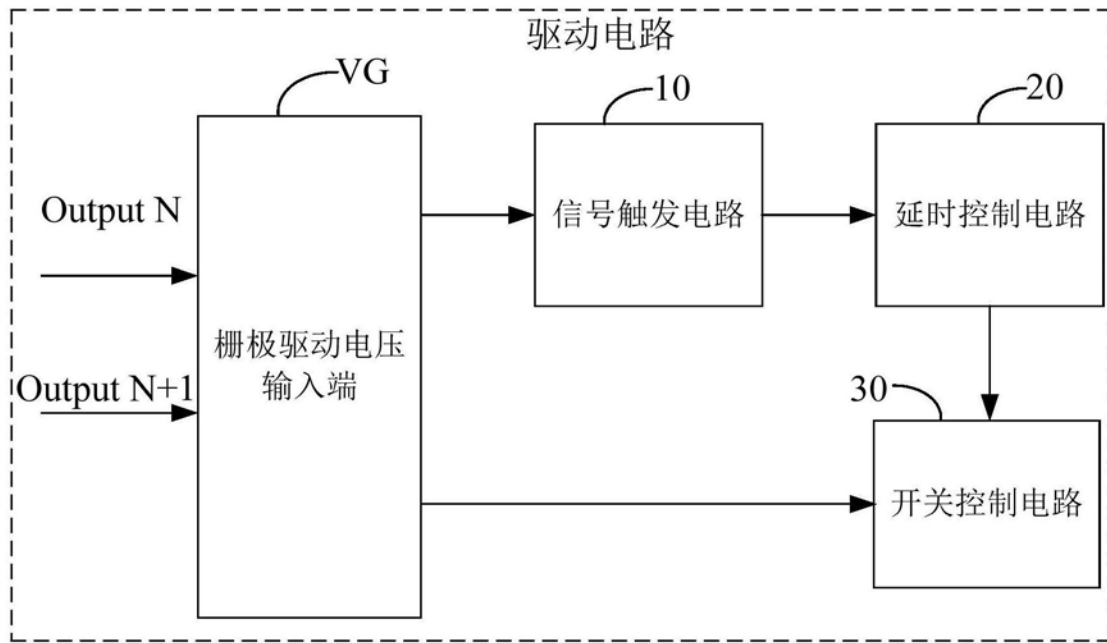 驱动电路
VG
10
20
Output N
信号触发电路
延时控制电路
栅极驱动电压
输入端
Output N+1
30
开关控制电路